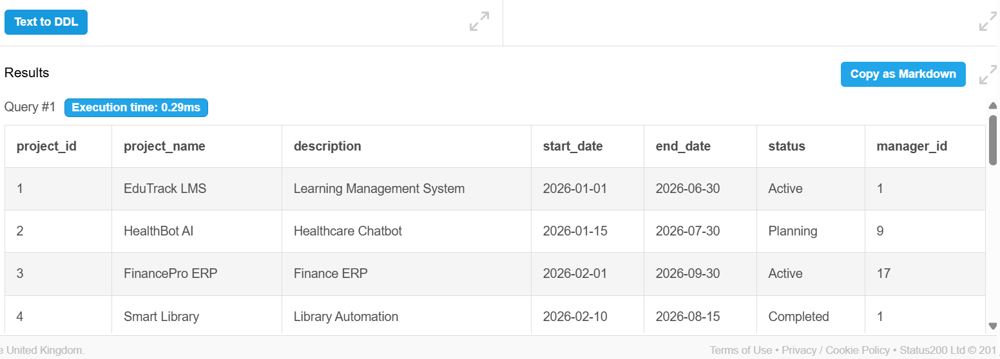 Text to DDL
Results
Copy as Markdown
Query #1 Execution time: 0.29ms
project_id project_name description start_date end_date status manager_id
1 EduTrack LMS Learning Management System 2026-01-01 2026-06-30 Active 1
2 HealthBot AI Healthcare Chatbot 2026-01-15 2026-07-30 Planning 9
3 FinancePro ERP Finance ERP 2026-02-01 2026-09-30 Active 17
4 Smart Library Library Automation 2026-02-10 2026-08-15 Completed 1
e United Kingdom.
Terms of Use • Privacy / Cookie Policy • Status200 Ltd © 201